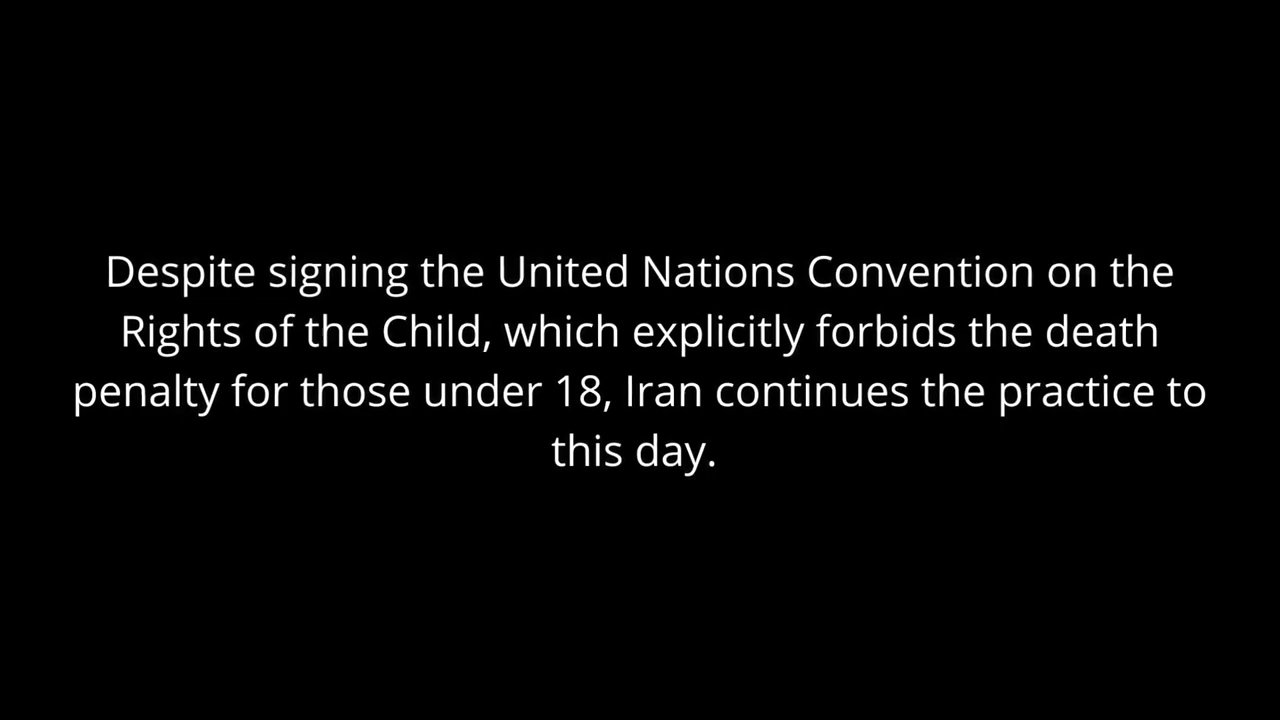 Despite signing the United Nations Convention on the
Rights of the Child, which explicitly forbids the death
penalty for those under 18, Iran continues the practice to
this day.